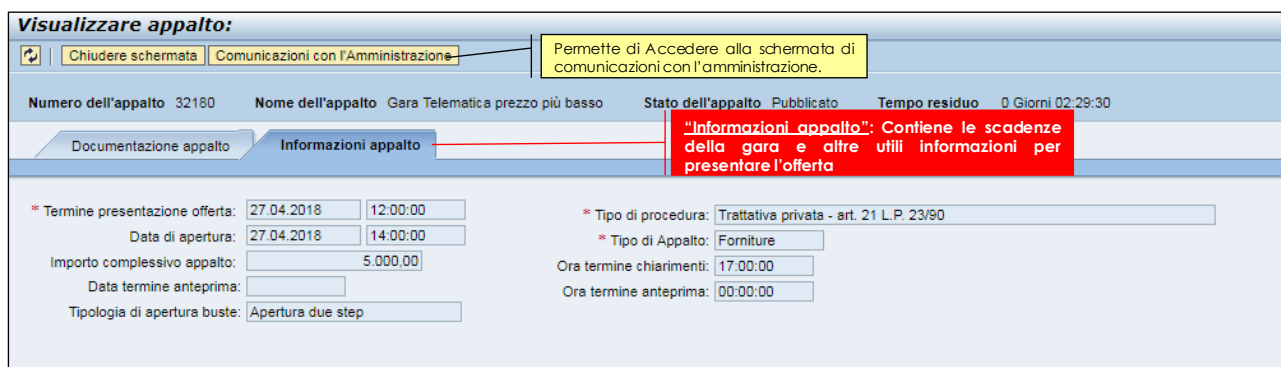 Visualizzare appalto:
Chiudere schermata Comunicazioni con l'Amministrazione
Permette di Accedere alla schermata di
comunicazioni con l'amministrazione.
Numero dell'appalto 32180 Nome dell'appalto Gara Telematica prezzo più basso Stato dell'appalto Pubblicato Tempo residuo 0 Giorni 02:29:30
Documentazione appalto Informazioni appalto
"Informazioni appalto": Contiene le scadenze
della gara e altre utili informazioni per
presentare l'offerta
* Termine presentazione offerta: 27.04.2018 12:00:00 * Tipo di procedura: Trattativa privata - art. 21 L.P. 23/90
Data di apertura: 27.04.2018 14:00:00 * Tipo di Appalto: Forniture
Importo complessivo appalto: 5.000,00 Ora termine chiarimenti: 17:00:00
Data termine anteprima: Ora termine anteprima: 00:00:00
Tipologia di apertura buste: Apertura due step